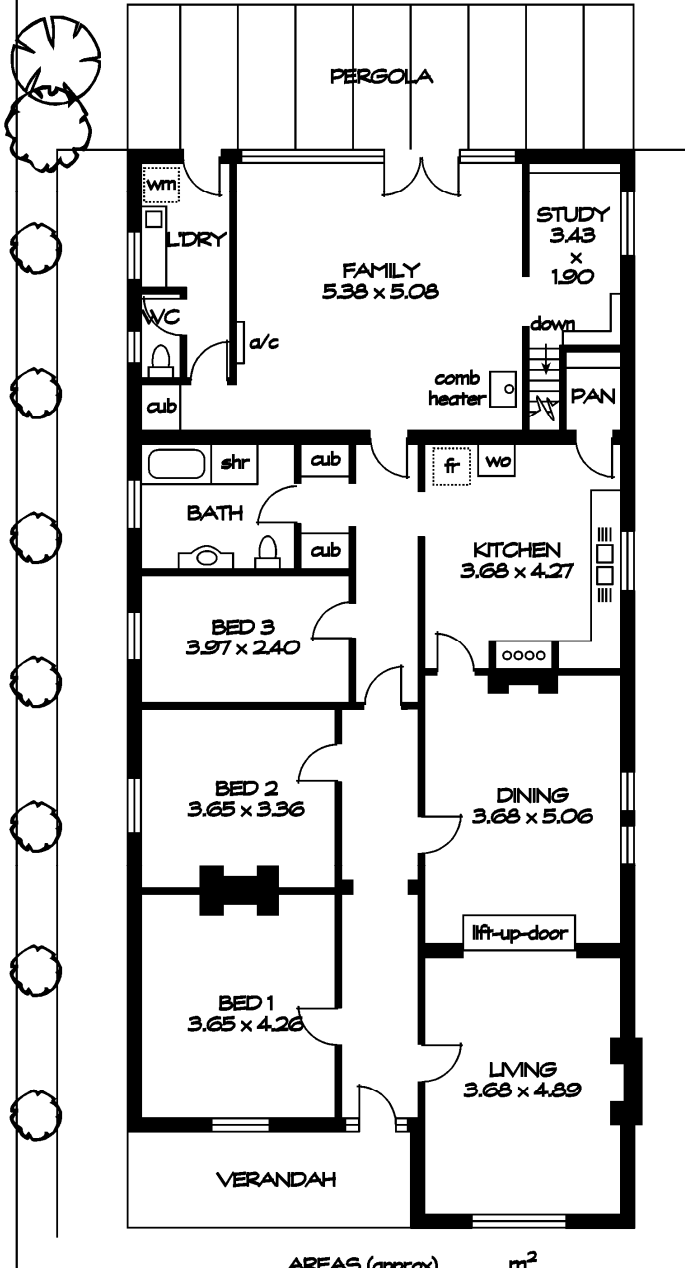 PERGOLA
wm
L'DRY
STUDY
3.43
x
1.90
FAMILY
5.38 x 5.08
WC
down
a/c
comb
heater
PAN
cub
shr
cub
fr
wo
BATH
cub
KITCHEN
3.68 x 4.27
BED 3
3.97 x 2.40
BED 2
3.65 x 3.36
DINING
3.68 x 5.06
lift-up-door
BED 1
3.65 x 4.26
LIVING
3.68 x 4.89
VERANDAH
AREAS (approx) m²